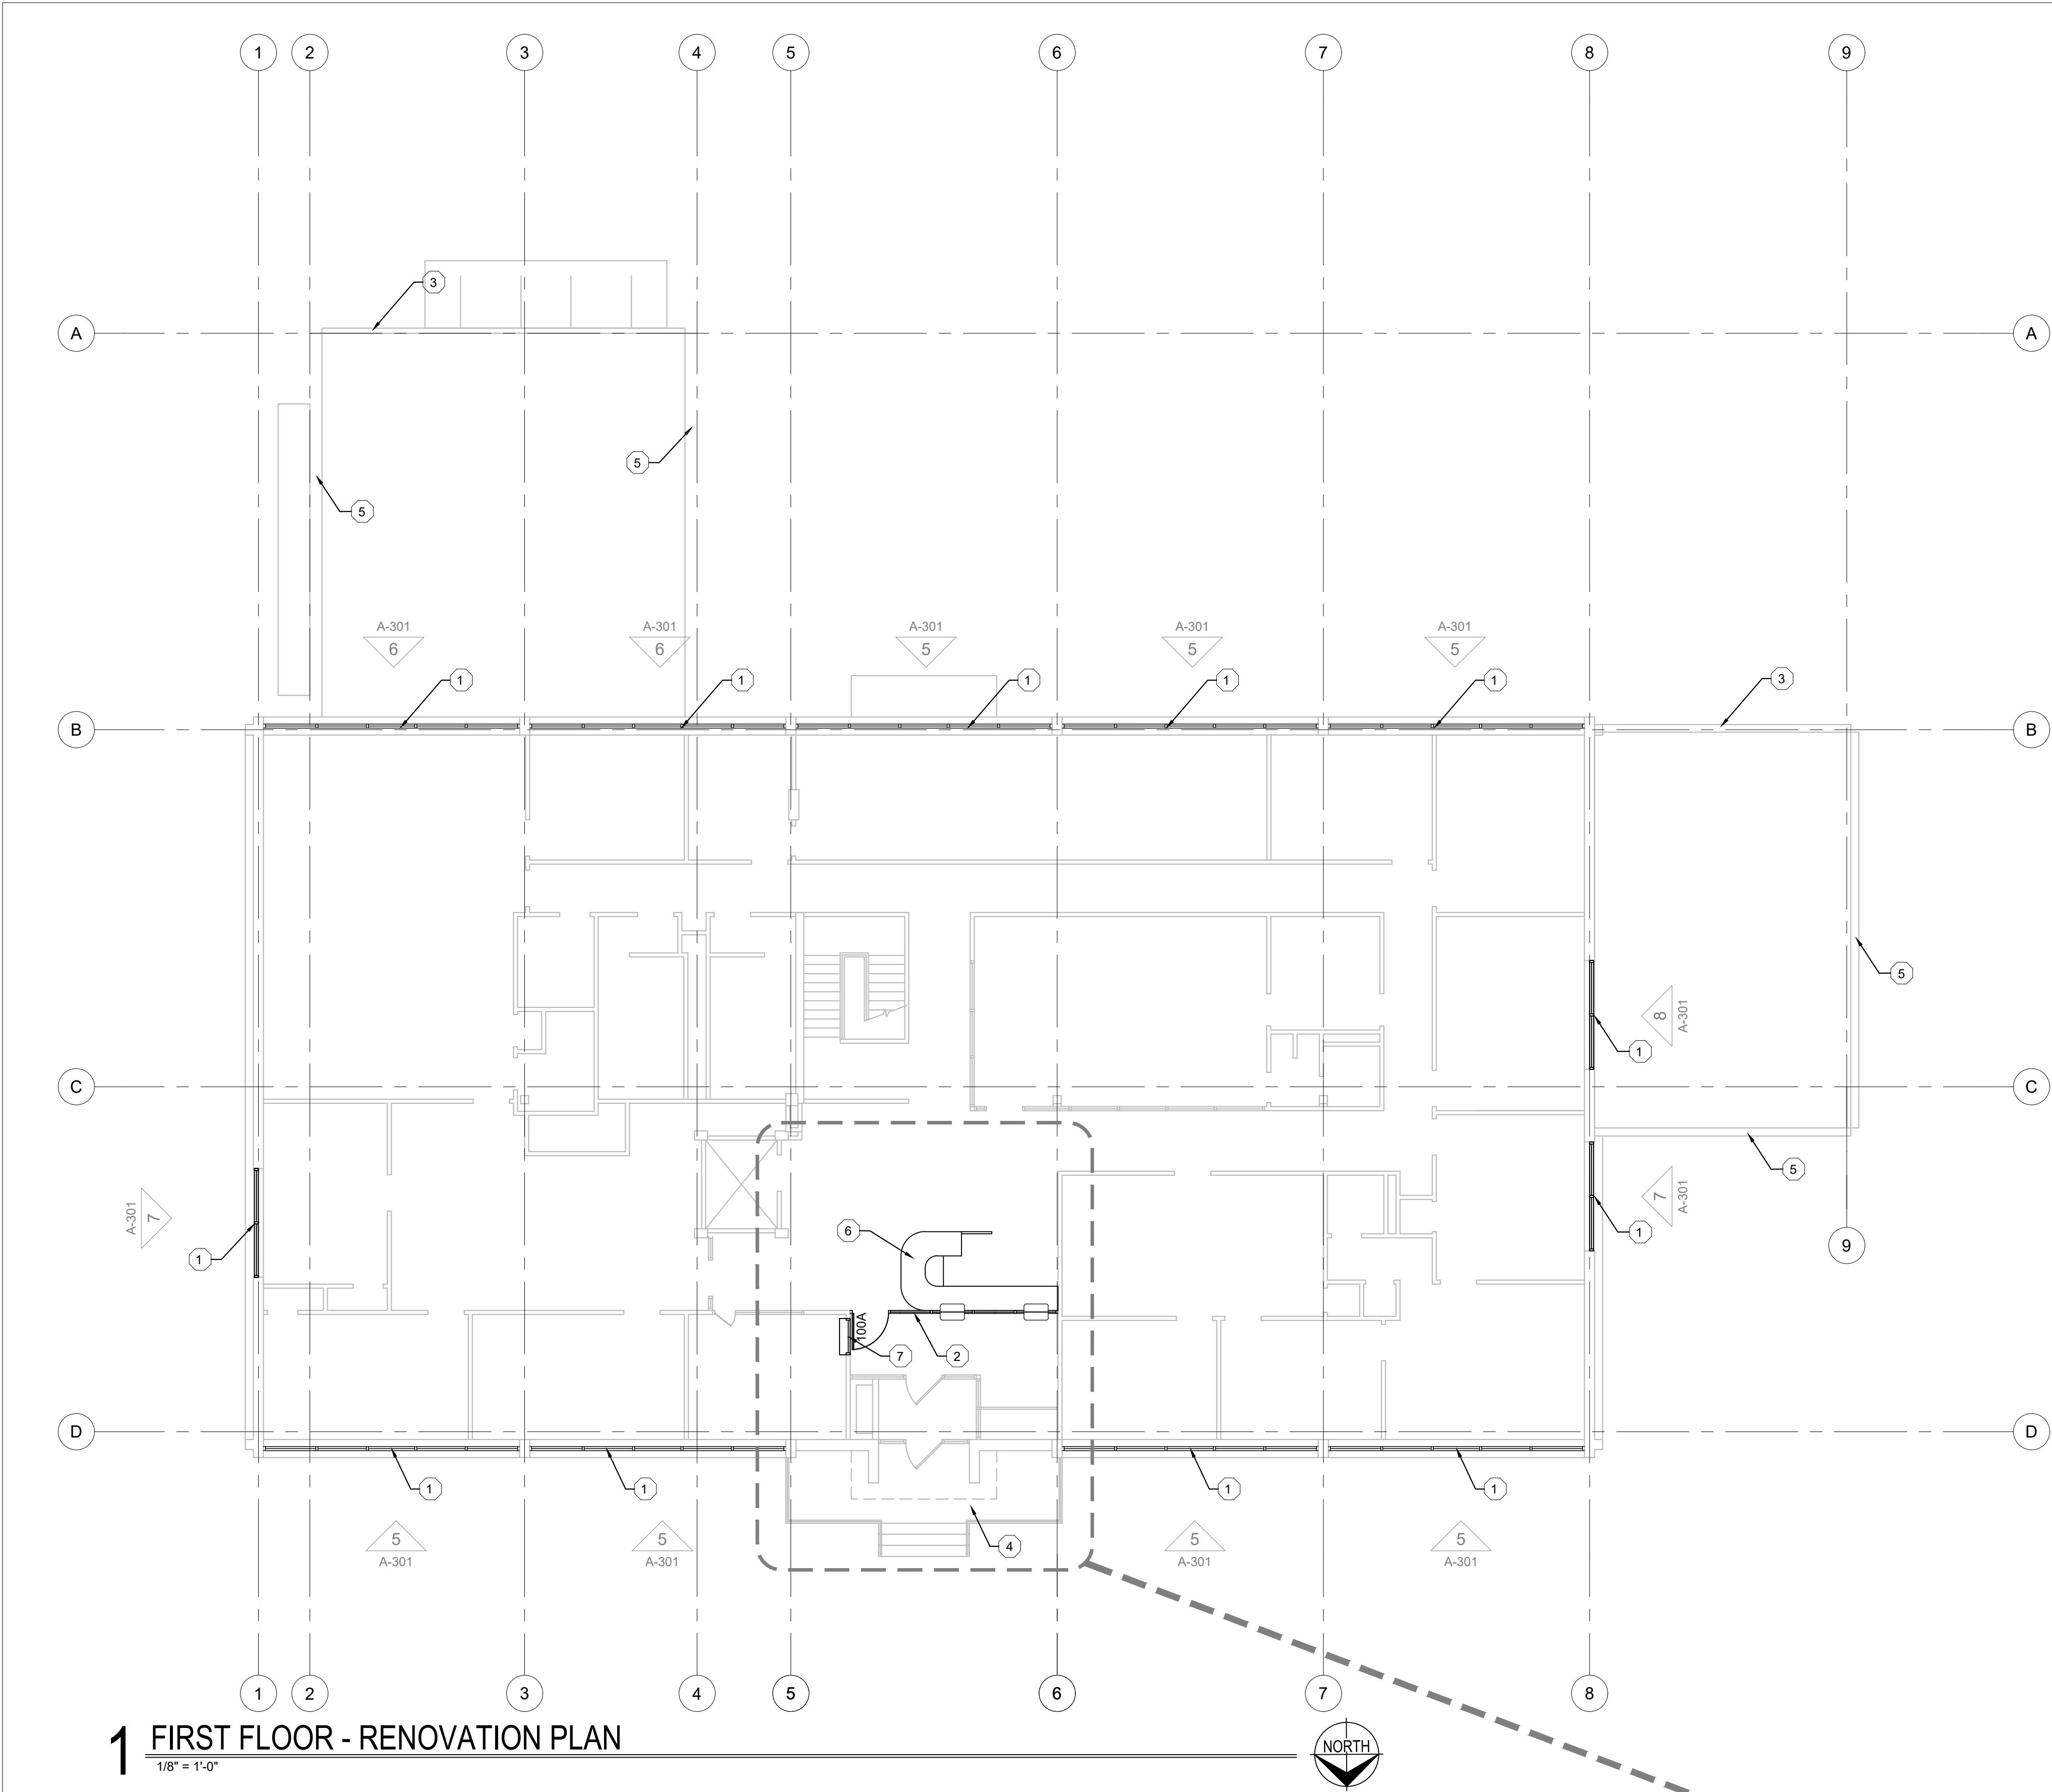 1 2 3 4 5 6 7 8 9
3
A A
5
5
A-301 A-301 A-301 A-301 A-301
6 6 5 5 5
1 1 1 1 1 3
B B
5
8 A-301
1
C C
5
A-301 7
7 A-301
1
6
1
9
100A
7 2
D D
1 1 1 1
5 5 5 5
A-301 A-301 A-301 A-301
4
1 2 3 4 5 6 7 8
1 FIRST FLOOR - RENOVATION PLAN
1/8" = 1'-0"
NORTH